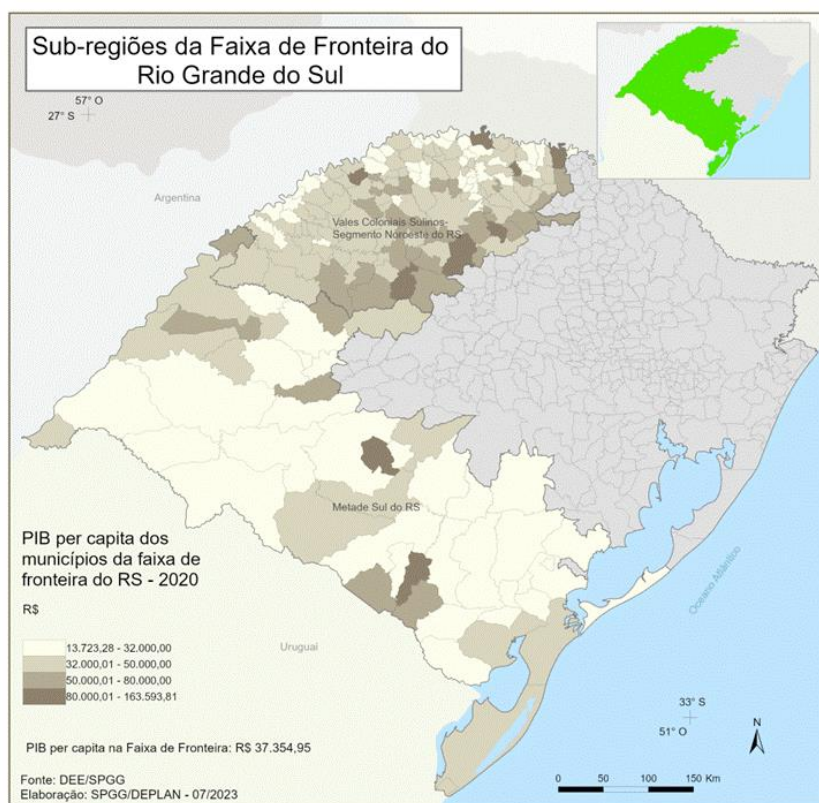 Sub-regiões da Faixa de Fronteira do
Rio Grande do Sul
57° O
27° S
Argentina
Vales Coloniais Sulinos-
Segmento Noroeste do RS
Metade Sul do RS
PIB per capita dos
municípios da faixa de
fronteira do RS - 2020
R$
Oceano Atlântico
Uruguai
13.723,28 - 32.000,00
32.000,01 - 50.000,00
50.000,01 - 80.000,00
80.000,01 - 163.593,81
33° S
51° O
N
PIB per capita na Faixa de Fronteira: R$ 37.354,95
Fonte: DEE/SPGG
Elaboração: SPGG/DEPLAN - 07/2023
0 50 100 150 Km